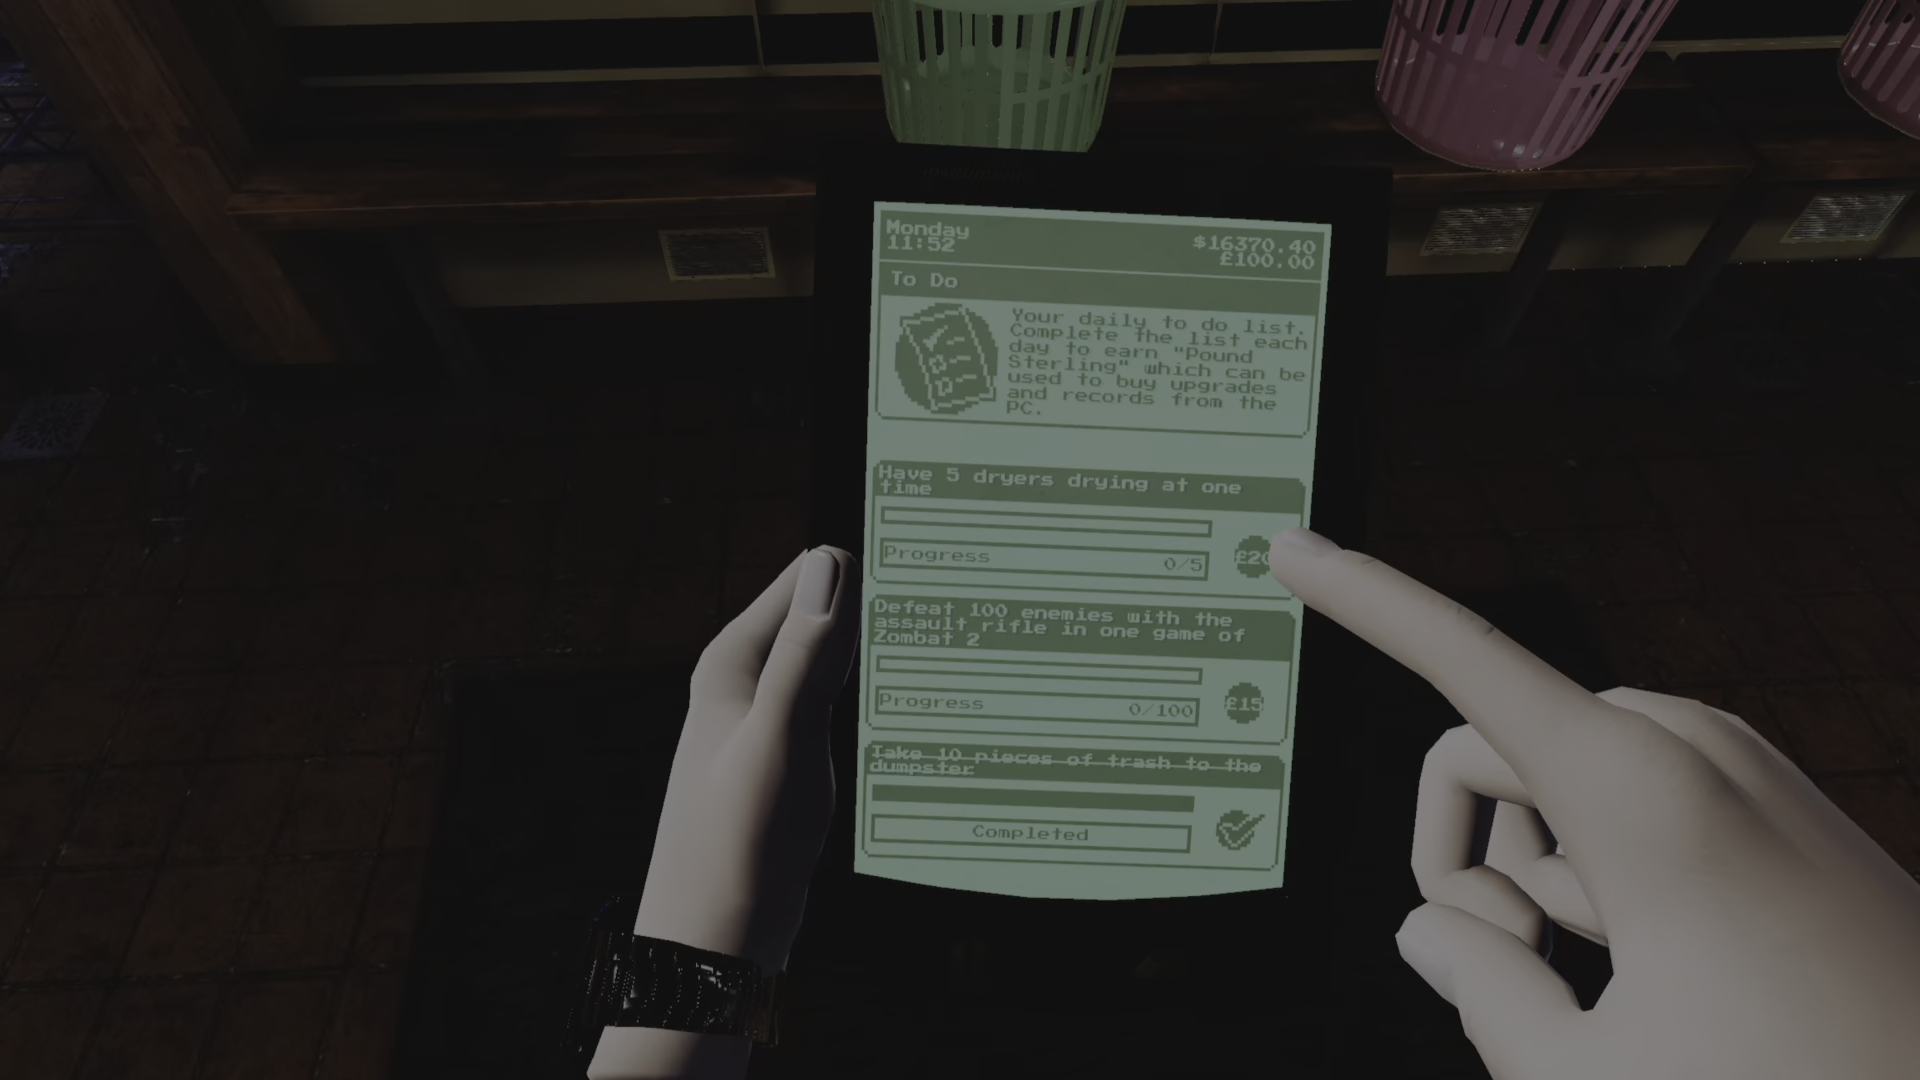 Monday
11:52
$16370.40
£100.00
To Do
Your daily to do list.
Complete the list each
day to earn "Pound
Sterling" which can be
used to buy upgrades
and records from the
PC.
Have 5 dryers drying at one
time
Progress 0/5
£20
Defeat 100 enemies with the
assault rifle in one game of
Zombat 2
Progress 0/100
£15
Take 10 pieces of trash to the
dumpster
Completed